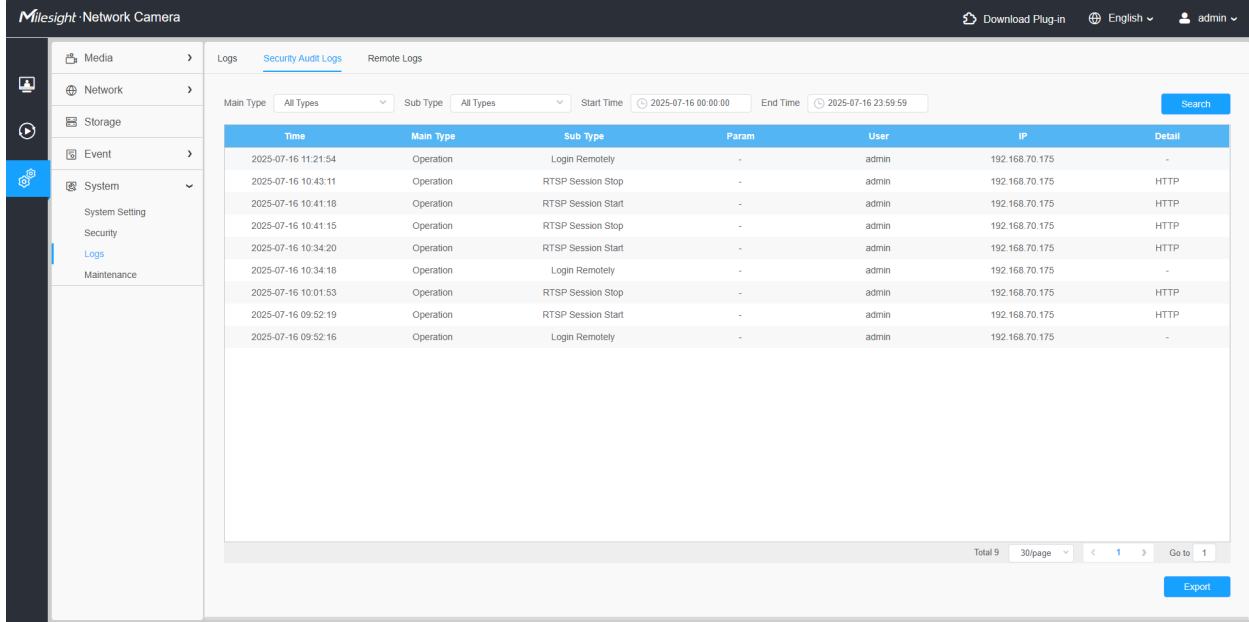 Milesight · Network Camera Download Plug-in English admin
Media
Network
Storage
Event
System
System Setting
Security
Logs
Maintenance
Logs Security Audit Logs Remote Logs
Main Type All Types Sub Type All Types Start Time 2025-07-16 00:00:00 End Time 2025-07-16 23:59:59 Search
Time Main Type Sub Type Param User IP Detail
2025-07-16 11:21:54 Operation Login Remotely - admin 192.168.70.175 -
2025-07-16 10:43:11 Operation RTSP Session Stop - admin 192.168.70.175 HTTP
2025-07-16 10:41:18 Operation RTSP Session Start - admin 192.168.70.175 HTTP
2025-07-16 10:41:15 Operation RTSP Session Stop - admin 192.168.70.175 HTTP
2025-07-16 10:34:20 Operation RTSP Session Start - admin 192.168.70.175 HTTP
2025-07-16 10:34:18 Operation Login Remotely - admin 192.168.70.175 -
2025-07-16 10:01:53 Operation RTSP Session Stop - admin 192.168.70.175 HTTP
2025-07-16 09:52:19 Operation RTSP Session Start - admin 192.168.70.175 HTTP
2025-07-16 09:52:16 Operation Login Remotely - admin 192.168.70.175 -
Total 9 30/page 1 Go to 1
Export